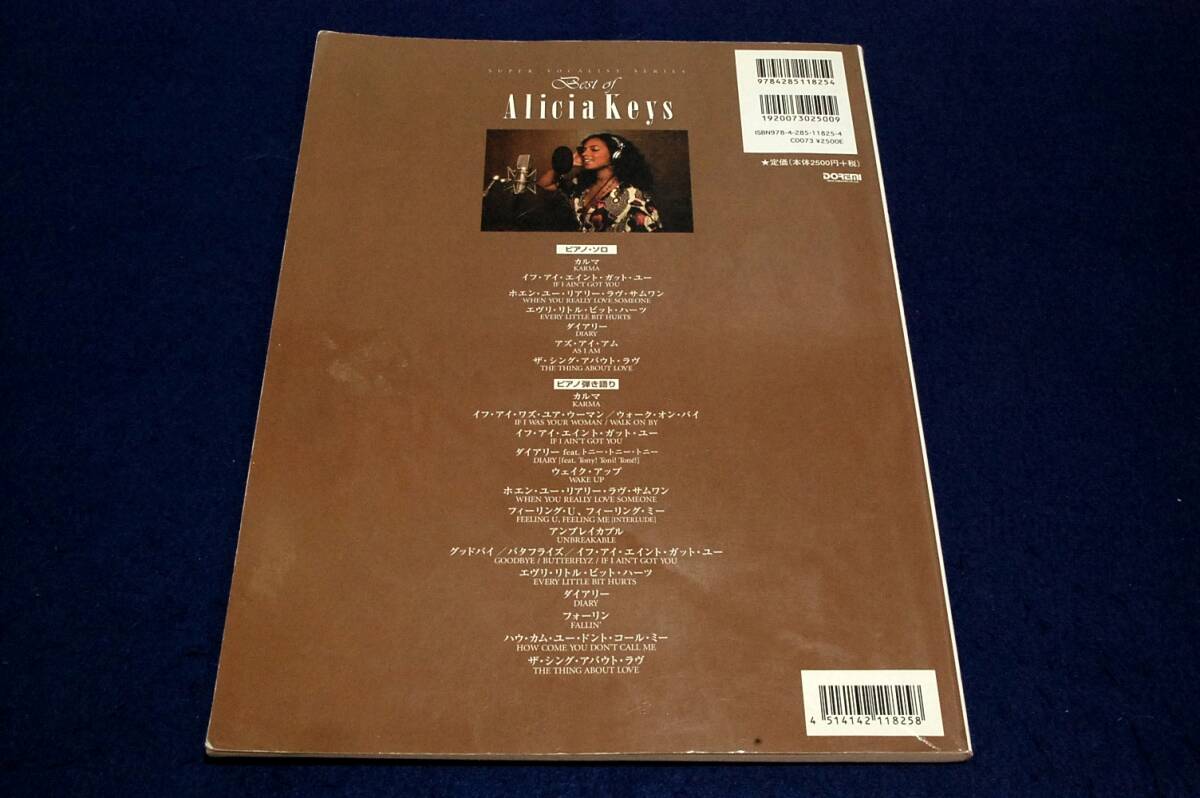 SUPER VOCALIST SERIES
Best of
Alicia Keys
9784285118254
1920073025009
ISBN978-4-285-11825-4
C0073 ¥2500E
★定価(本体2500円+税)
DOREMI
ピアノ・ソロ
カルマ
KARMA
イフ・アイ・エイント・ガット・ユー
IF I AIN'T GOT YOU
ホエン・ユー・リアリー・ラヴ・サムワン
WHEN YOU REALLY LOVE SOMEONE
エヴリ・リトル・ビット・ハーツ
EVERY LITTLE BIT HURTS
ダイアリー
DIARY
アズ・アイ・アム
AS I AM
ザ・シング・アバウト・ラヴ
THE THING ABOUT LOVE
ピアノ弾き語り
カルマ
KARMA
イフ・アイ・ワズ・ユア・ウーマン/ウォーク・オン・バイ
IF I WAS YOUR WOMAN / WALK ON BY
イフ・アイ・エイント・ガット・ユー
IF I AIN'T GOT YOU
ダイアリー feat.トニー・トニー・トニー
DIARY [feat. Tony! Toni! Toné!]
ウェイク・アップ
WAKE UP
ホエン・ユー・リアリー・ラヴ・サムワン
WHEN YOU REALLY LOVE SOMEONE
フィーリング・U、フィーリング・ミー
FEELING U, FEELING ME [INTERLUDE]
アンブレイカブル
UNBREAKABLE
グッドバイ/バタフライズ/イフ・アイ・エイント・ガット・ユー
GOODBYE / BUTTERFLYZ / IF I AIN'T GOT YOU
エヴリ・リトル・ビット・ハーツ
EVERY LITTLE BIT HURTS
ダイアリー
DIARY
フォーリン
FALLIN'
ハウ・カム・ユー・ドント・コール・ミー
HOW COME YOU DON'T CALL ME
ザ・シング・アバウト・ラヴ
THE THING ABOUT LOVE
4514142118258